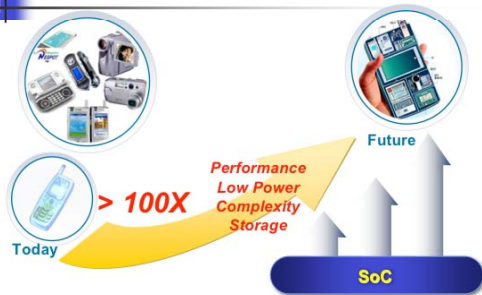 Future
Performance
Low Power
Complexity
Storage
> 100X
Today
SoC